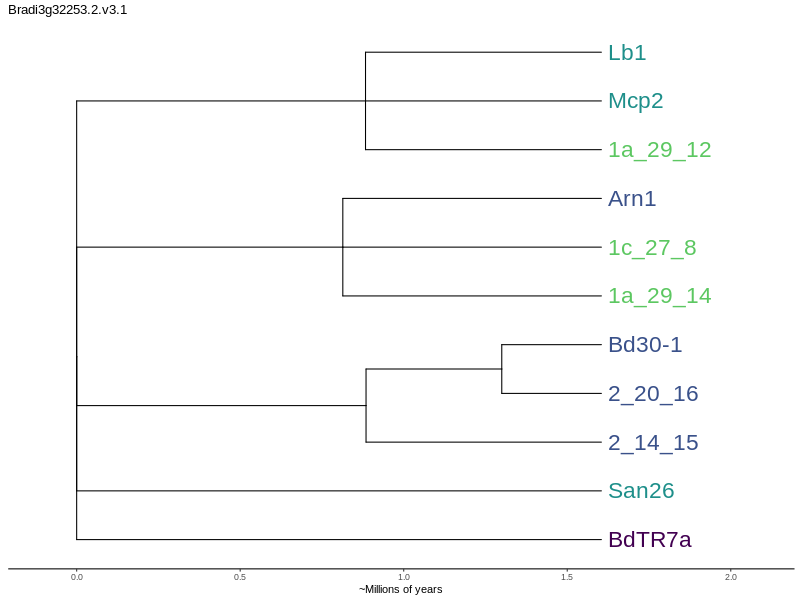 Bradi3g32253.2.v3.1
Lb1
Mcp2
1a_29_12
Arn1
1c_27_8
1a_29_14
Bd30-1
2_20_16
2_14_15
San26
BdTR7a
0.0 0.5 1.0 1.5 2.0
~Millions of years